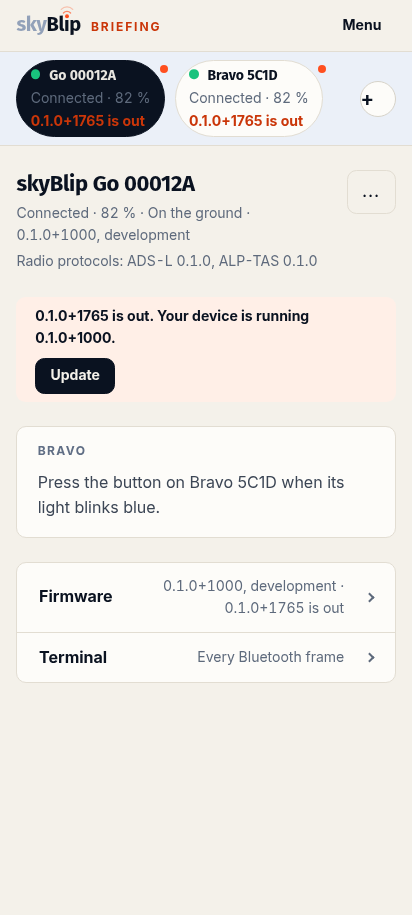 skyBlip BRIEFING
Menu
Go 00012A
Connected · 82 %
0.1.0+1765 is out
Bravo 5C1D
Connected · 82 %
0.1.0+1765 is out
+
skyBlip Go 00012A
...
Connected · 82 % · On the ground ·
0.1.0+1000, development
Radio protocols: ADS-L 0.1.0, ALP-TAS 0.1.0
0.1.0+1765 is out. Your device is running
0.1.0+1000.
Update
BRAVO
Press the button on Bravo 5C1D when its
light blinks blue.
Firmware
0.1.0+1000, development ·
0.1.0+1765 is out
Terminal
Every Bluetooth frame